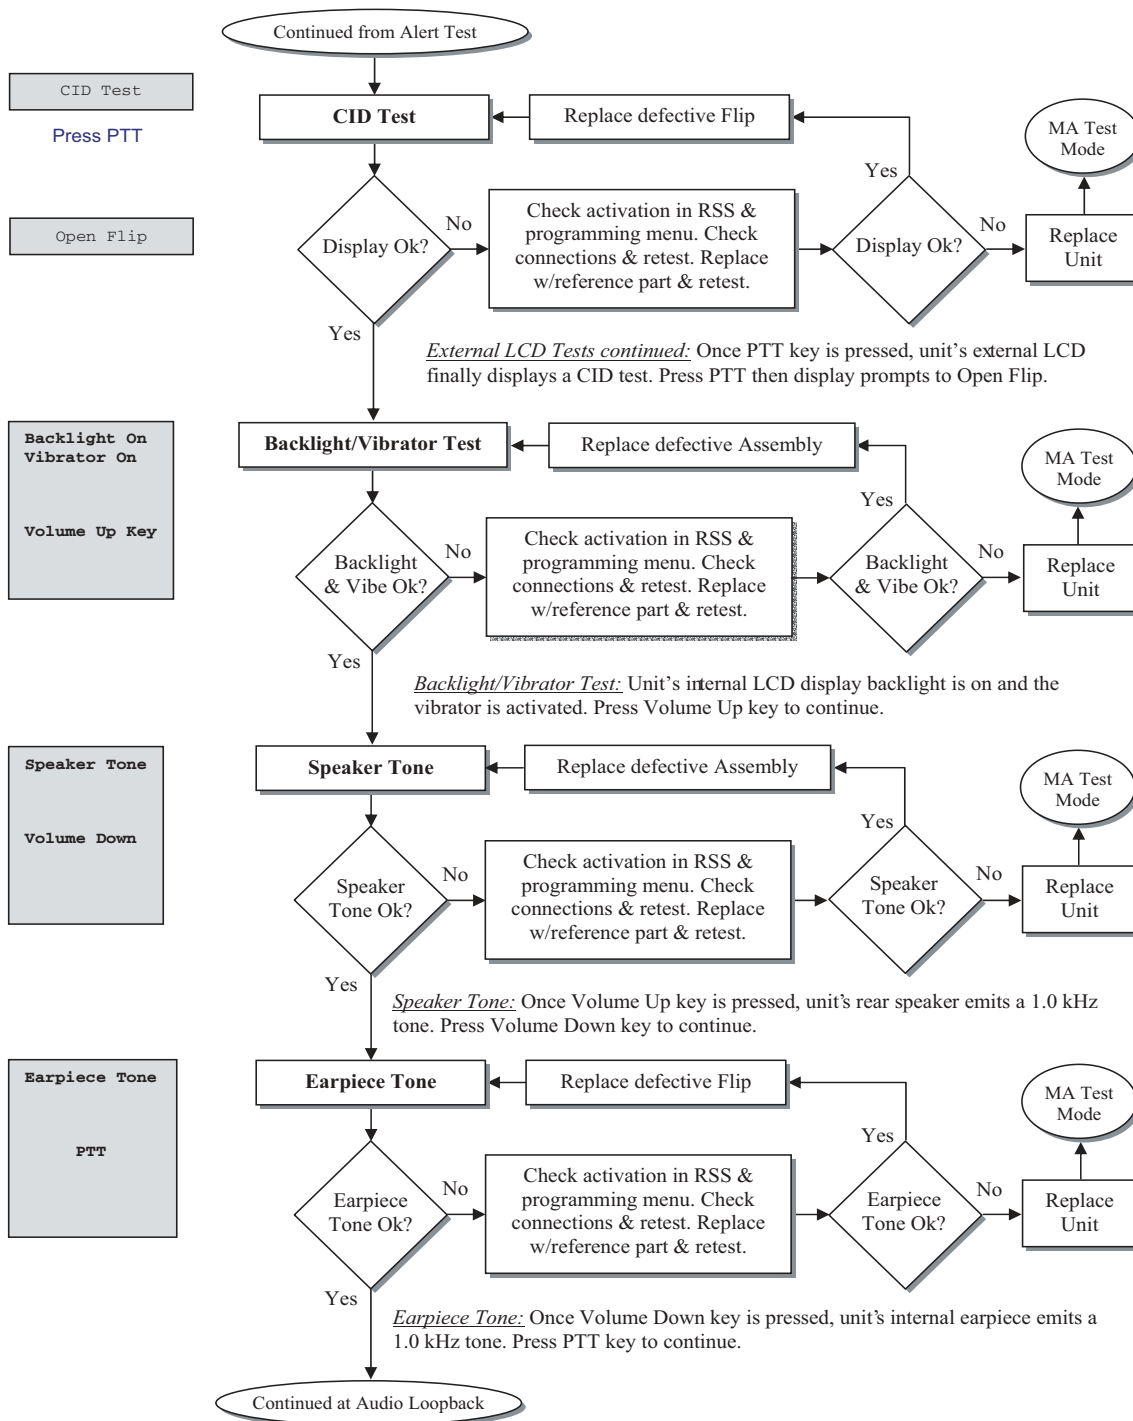 Continued from Alert Test
CID Test
Press PTT
CID Test
Replace defective Flip
MA Test
Mode
Yes
Open Flip
Display Ok?
No
Check activation in RSS &
programming menu. Check
connections & retest. Replace
w/reference part & retest.
Display Ok?
No
Replace
Unit
Yes
External LCD Tests continued: Once PTT key is pressed, unit's external LCD
finally displays a CID test. Press PTT then display prompts to Open Flip.
Backlight On
Vibrator On
Volume Up Key
Backlight/Vibrator Test
Replace defective Assembly
MA Test
Mode
Yes
Backlight
& Vibe Ok?
No
Check activation in RSS &
programming menu. Check
connections & retest. Replace
w/reference part & retest.
Backlight
& Vibe Ok?
No
Replace
Unit
Yes
Backlight/Vibrator Test: Unit's internal LCD display backlight is on and the
vibrator is activated. Press Volume Up key to continue.
Speaker Tone
Volume Down
Speaker Tone
Replace defective Assembly
MA Test
Mode
Yes
Speaker
Tone Ok?
No
Check activation in RSS &
programming menu. Check
connections & retest. Replace
w/reference part & retest.
Speaker
Tone Ok?
No
Replace
Unit
Yes
Speaker Tone: Once Volume Up key is pressed, unit's rear speaker emits a 1.0 kHz
tone. Press Volume Down key to continue.
Earpiece Tone
PTT
Earpiece Tone
Replace defective Flip
MA Test
Mode
Yes
Earpiece
Tone Ok?
No
Check activation in RSS &
programming menu. Check
connections & retest. Replace
w/reference part & retest.
Earpiece
Tone Ok?
No
Replace
Unit
Yes
Earpiece Tone: Once Volume Down key is pressed, unit's internal earpiece emits a
1.0 kHz tone. Press PTT key to continue.
Continued at Audio Loopback